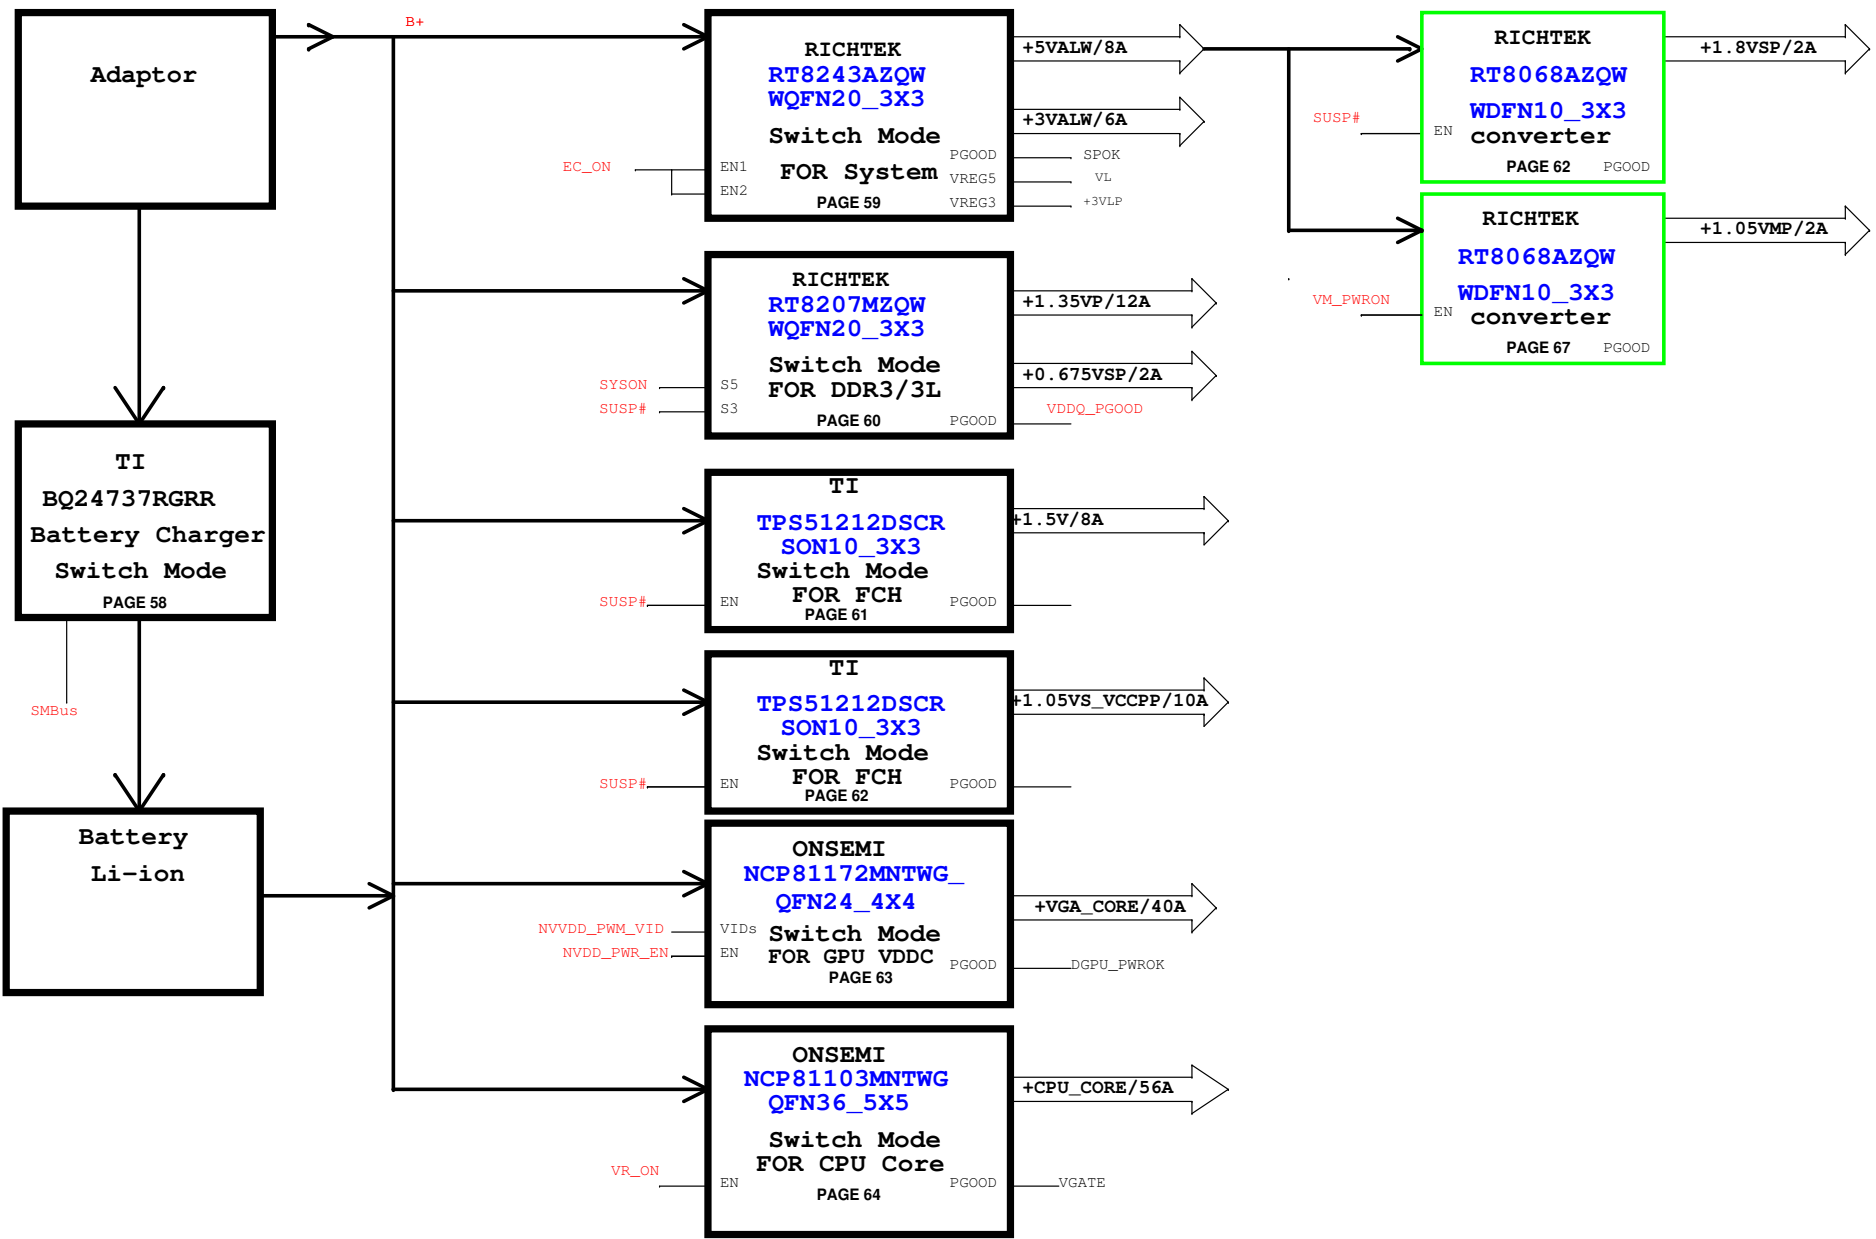 Adaptor
B+
RICHTEK
RT8243AZQW
WQFN20_3X3
Switch Mode
FOR System
PAGE 59
EC_ON
EN1
EN2
PGOOD
VREG5
VREG3
SPOK
VL
+3VLP
+5VALW/8A
+3VALW/6A
RICHTEK
RT8068AZQW
WDFN10_3X3
converter
PAGE 62
SUSP#
EN
PGOOD
+1.8VSP/2A
RICHTEK
RT8068AZQW
WDFN10_3X3
converter
PAGE 67
VM_PWRON
EN
PGOOD
+1.05VMP/2A
RICHTEK
RT8207MZQW
WQFN20_3X3
Switch Mode
FOR DDR3/3L
PAGE 60
SYSON
SUSP#
S5
S3
PGOOD
VDDQ_PGOOD
+1.35VP/12A
+0.675VSP/2A
TI
BQ24737RGRR
Battery Charger
Switch Mode
PAGE 58
SMBus
TI
TPS51212DSCR
SON10_3X3
Switch Mode
FOR FCH
PAGE 61
SUSP#
EN
PGOOD
+1.5V/8A
TI
TPS51212DSCR
SON10_3X3
Switch Mode
FOR FCH
PAGE 62
SUSP#
EN
PGOOD
+1.05VS_VCCPP/10A
Battery
Li-ion
ONSEMI
NCP81172MNTWG_
QFN24_4X4
Switch Mode
FOR GPU VDDC
PAGE 63
NVVDD_PWM_VID
NVDD_PWR_EN
VIDs
EN
PGOOD
DGPU_PWROK
+VGA_CORE/40A
ONSEMI
NCP81103MNTWG
QFN36_5X5
Switch Mode
FOR CPU Core
PAGE 64
VR_ON
EN
PGOOD
VGATE
+CPU_CORE/56A